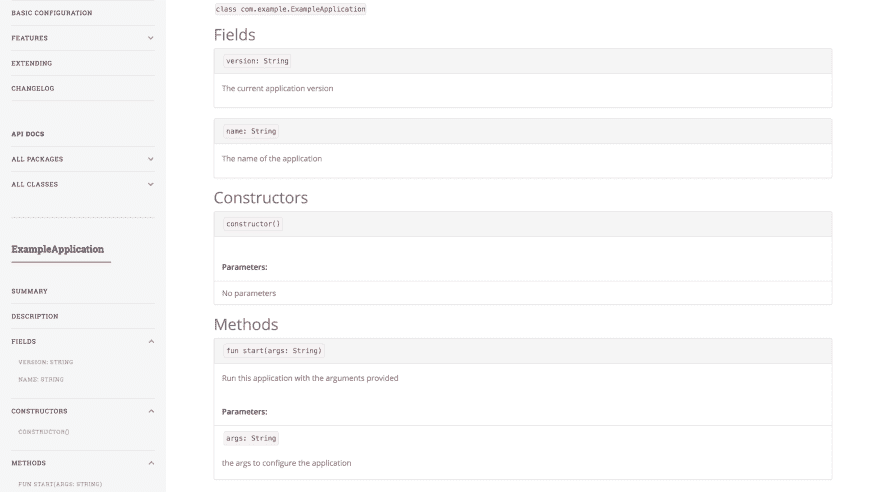 BASIC CONFIGURATION
FEATURES
EXTENDING
CHANGELOG
API DOCS
ALL PACKAGES
ALL CLASSES
ExampleApplication
SUMMARY
DESCRIPTION
FIELDS
VERSION: STRING
NAME: STRING
CONSTRUCTORS
CONSTRUCTOR()
METHODS
FUN START(ARGS: STRING)
class com.example.ExampleApplication
Fields
version: String
The current application version
name: String
The name of the application
Constructors
constructor()
Parameters:
No parameters
Methods
fun start(args: String)
Run this application with the arguments provided
Parameters:
args: String
the args to configure the application